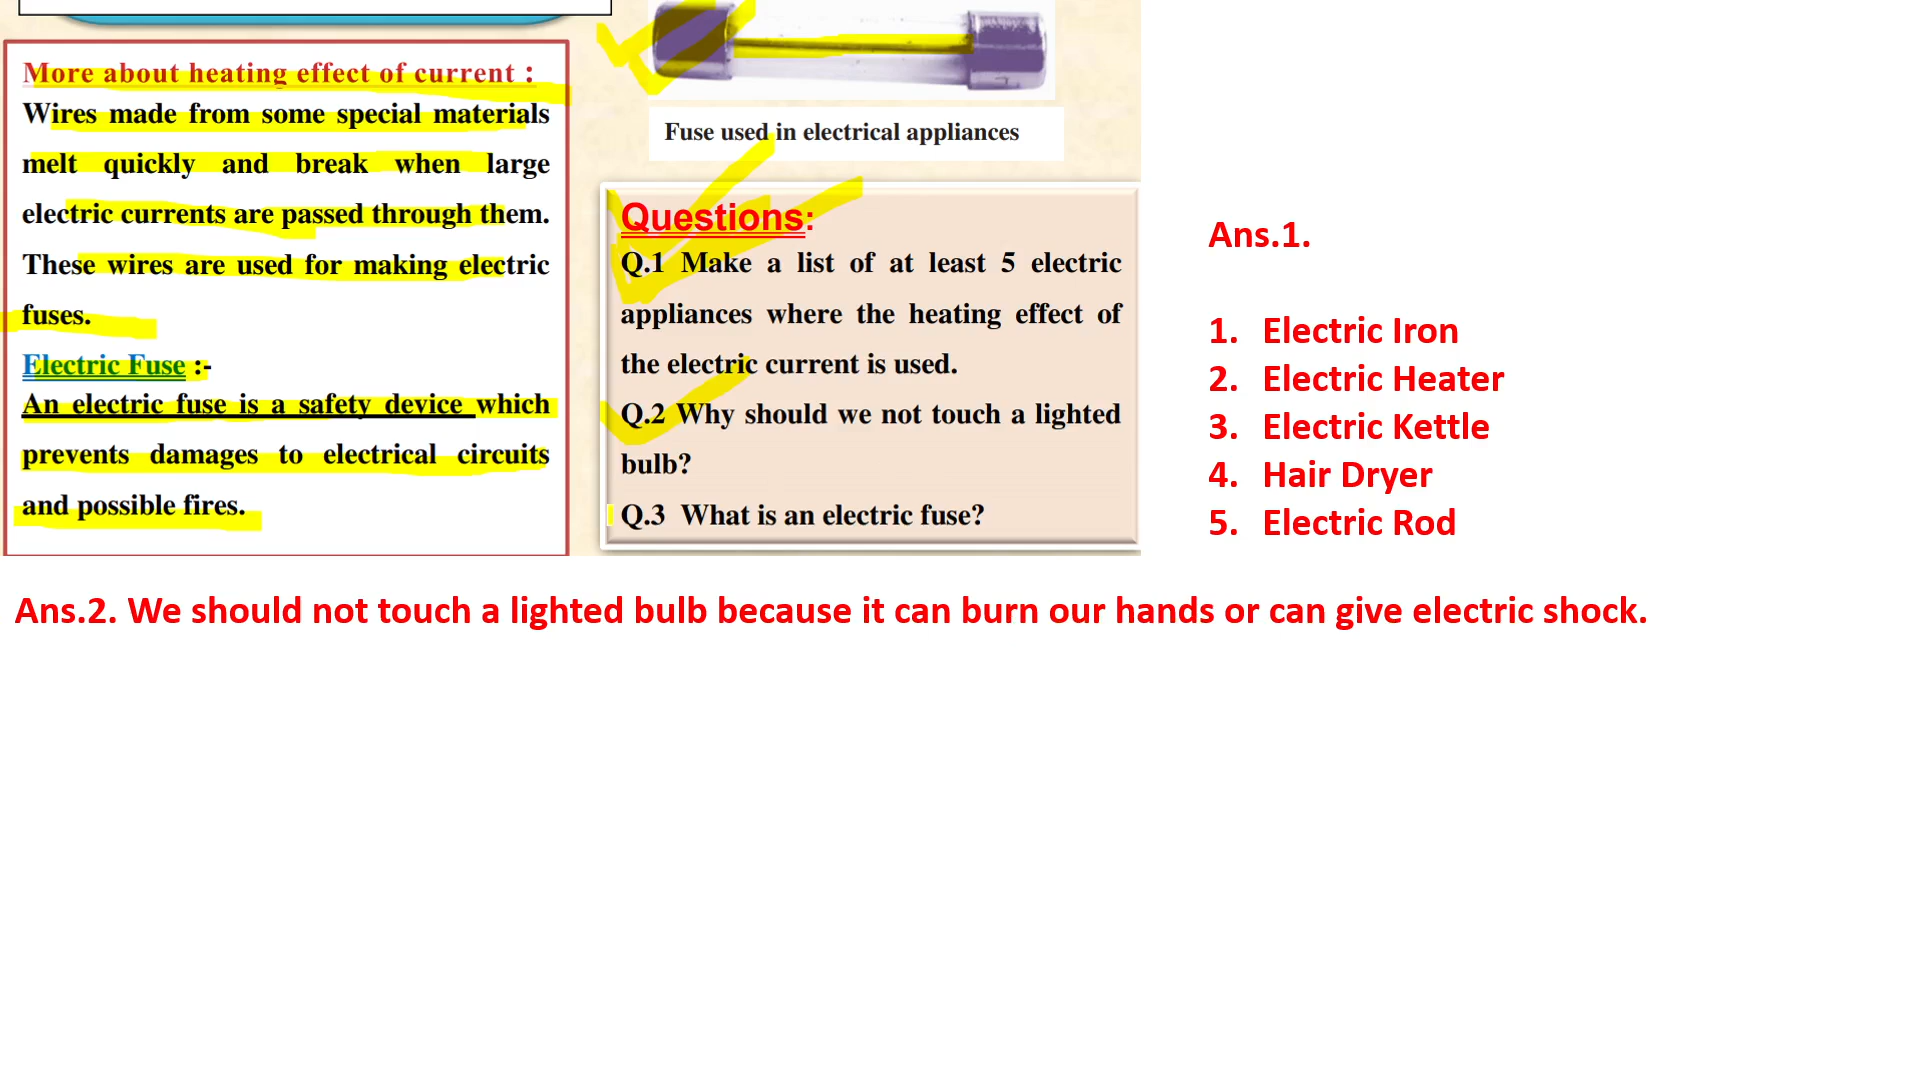 More about heating effect of current :
Wires made from some special materials
melt quickly and break when large
electric currents are passed through them.
These wires are used for making electric
fuses.
Electric Fuse :-
An electric fuse is a safety device which
prevents damages to electrical circuits
and possible fires.
Fuse used in electrical appliances
Questions:
Q.1 Make a list of at least 5 electric
appliances where the heating effect of
the electric current is used.
Q.2 Why should we not touch a lighted
bulb?
Q.3 What is an electric fuse?
Ans.1.
1. Electric Iron
2. Electric Heater
3. Electric Kettle
4. Hair Dryer
5. Electric Rod
Ans.2. We should not touch a lighted bulb because it can burn our hands or can give electric shock.